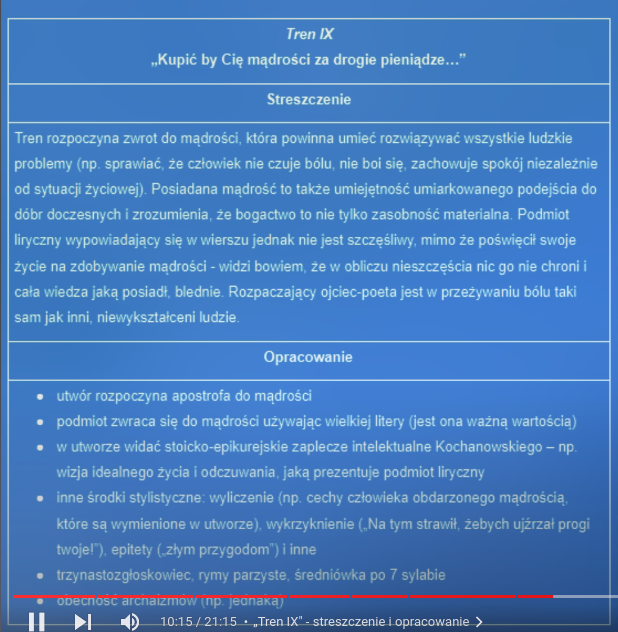 Tren IX
„Kupić by Cię mądrości za drogie pieniądze…”
Streszczenie
Tren rozpoczyna zwrot do mądrości, która powinna umieć rozwiązywać wszystkie ludzkie
problemy (np. sprawiać, że człowiek nie czuje bólu, nie boi się, zachowuje spokój niezależnie
od sytuacji życiowej). Posiadana mądrość to także umiejętność umiarkowanego podejścia do
dóbr doczesnych i zrozumienia, że bogactwo to nie tylko zasobność materialna. Podmiot
liryczny wypowiadający się w wierszu jednak nie jest szczęśliwy, mimo że poświęcił swoje
życie na zdobywanie mądrości - widzi bowiem, że w obliczu nieszczęścia nic go nie chroni i
cała wiedza jaką posiadł, blednie. Rozpaczający ojciec-poeta jest w przeżywaniu bólu taki
sam jak inni, niewykształceni ludzie.
Opracowanie
• utwór rozpoczyna apostrofa do mądrości
• podmiot zwraca się do mądrości używając wielkiej litery (jest ona ważną wartością)
• w utworze widać stoicko-epikurejskie zaplecze intelektualne Kochanowskiego – np.
wizja idealnego życia i odczuwania, jaką prezentuje podmiot liryczny
• inne środki stylistyczne: wyliczenie (np. cechy człowieka obdarzonego mądrością,
które są wymienione w utworze), wykrzyknienie („Na tym strawił, żebych ujźrzał progi
twoje!”), epitety („złym przygodom”) i inne
• trzynastozgłoskowiec, rymy parzyste, średniówka po 7 sylabie
• obecność archaizmów (np. jednaką)
10:15 / 21:15 • „Tren IX" - streszczenie i opracowanie